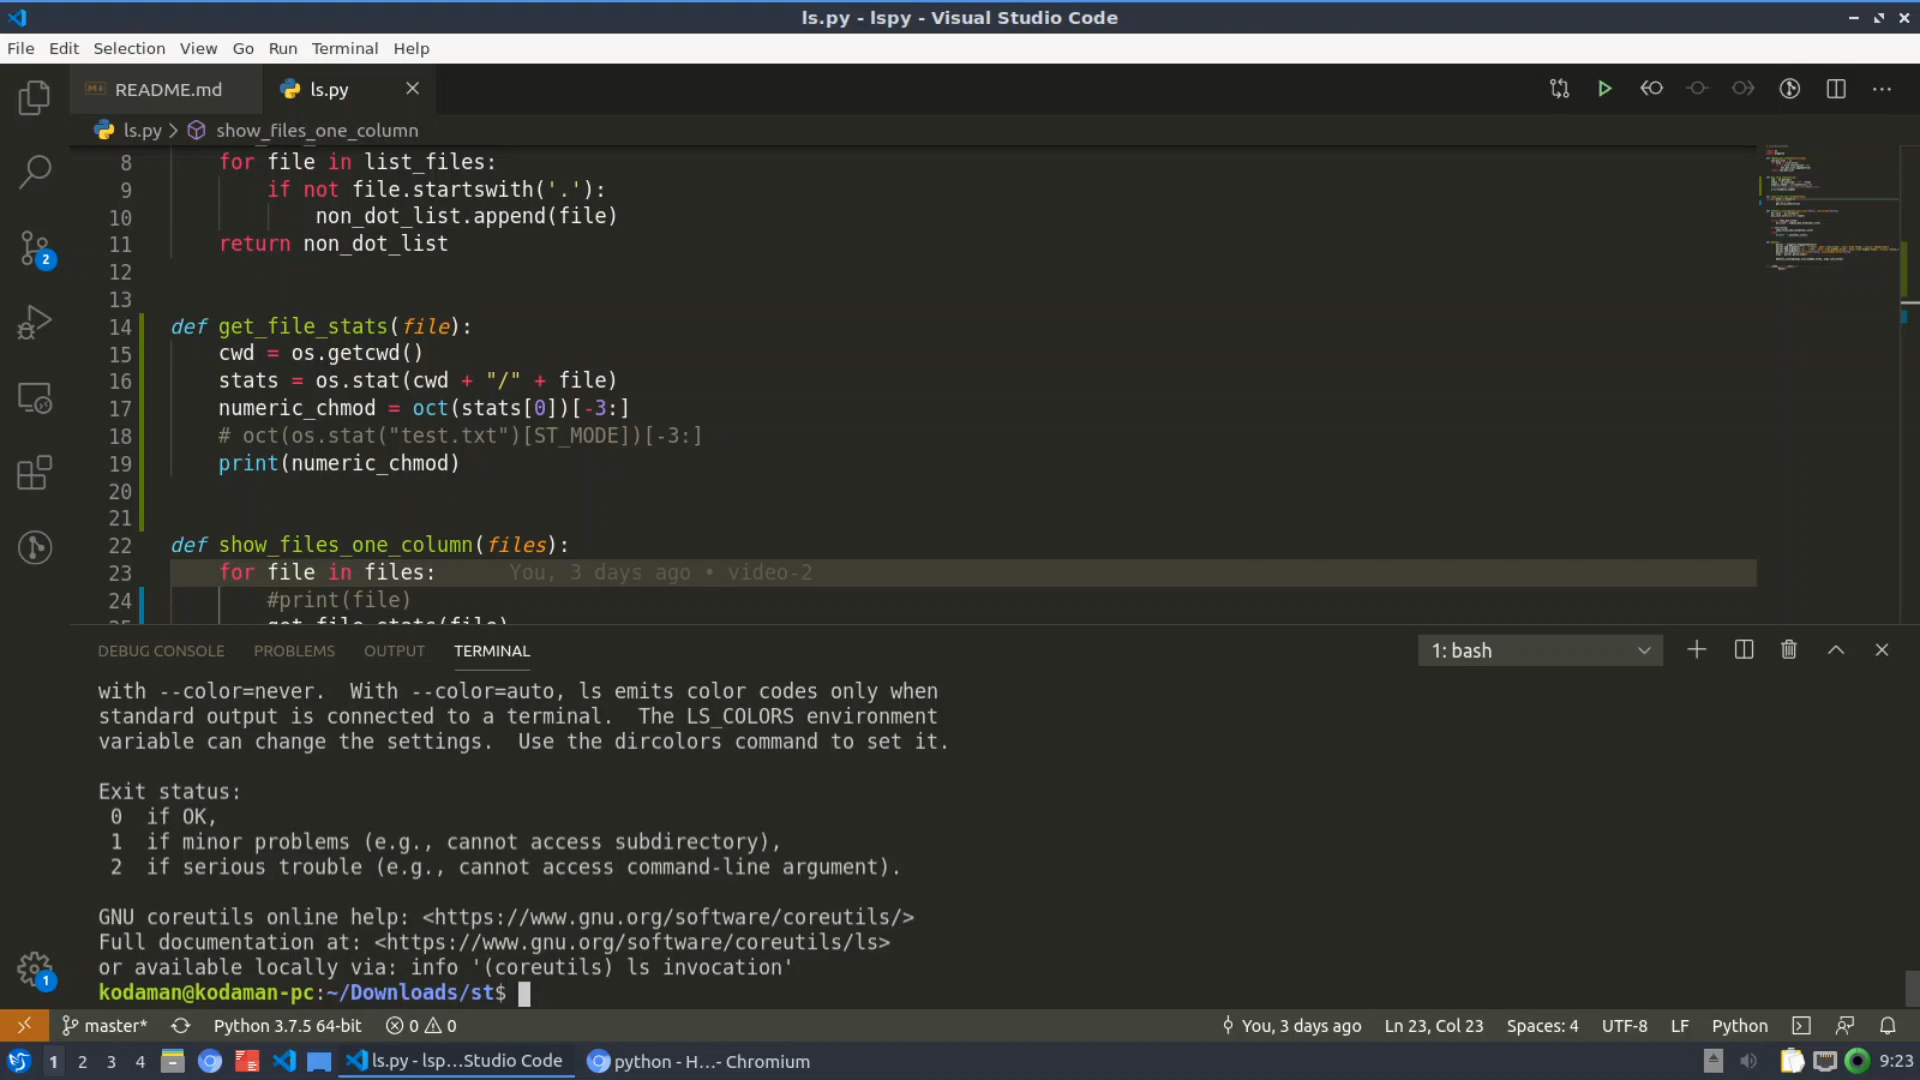 ls.py - lspy - Visual Studio Code
File Edit Selection View Go Run Terminal Help
README.md ls.py
ls.py > show_files_one_column
8 for file in list_files:
9 if not file.startswith('.'):
10 non_dot_list.append(file)
11 return non_dot_list
12
13
14 def get_file_stats(file):
15 cwd = os.getcwd()
16 stats = os.stat(cwd + "/" + file)
17 numeric_chmod = oct(stats[0])[-3:]
18 # oct(os.stat("test.txt")[ST_MODE])[-3:]
19 print(numeric_chmod)
20
21
22 def show_files_one_column(files):
23 for file in files: You, 3 days ago • video-2
24 #print(file)
25 get_file_stats(file)
2
DEBUG CONSOLE PROBLEMS OUTPUT TERMINAL 1: bash
with --color=never.  With --color=auto, ls emits color codes only when
standard output is connected to a terminal.  The LS_COLORS environment
variable can change the settings.  Use the dircolors command to set it.
Exit status:
0  if OK,
1  if minor problems (e.g., cannot access subdirectory),
2  if serious trouble (e.g., cannot access command-line argument).
GNU coreutils online help: <https://www.gnu.org/software/coreutils/>
Full documentation at: <https://www.gnu.org/software/coreutils/ls>
or available locally via: info '(coreutils) ls invocation'
kodaman@kodaman-pc:~/Downloads/st$
1
master* Python 3.7.5 64-bit 0 0 You, 3 days ago Ln 23, Col 23 Spaces: 4 UTF-8 LF Python
1 2 3 4 ls.py - lsp...Studio Code python - H...- Chromium 9:23